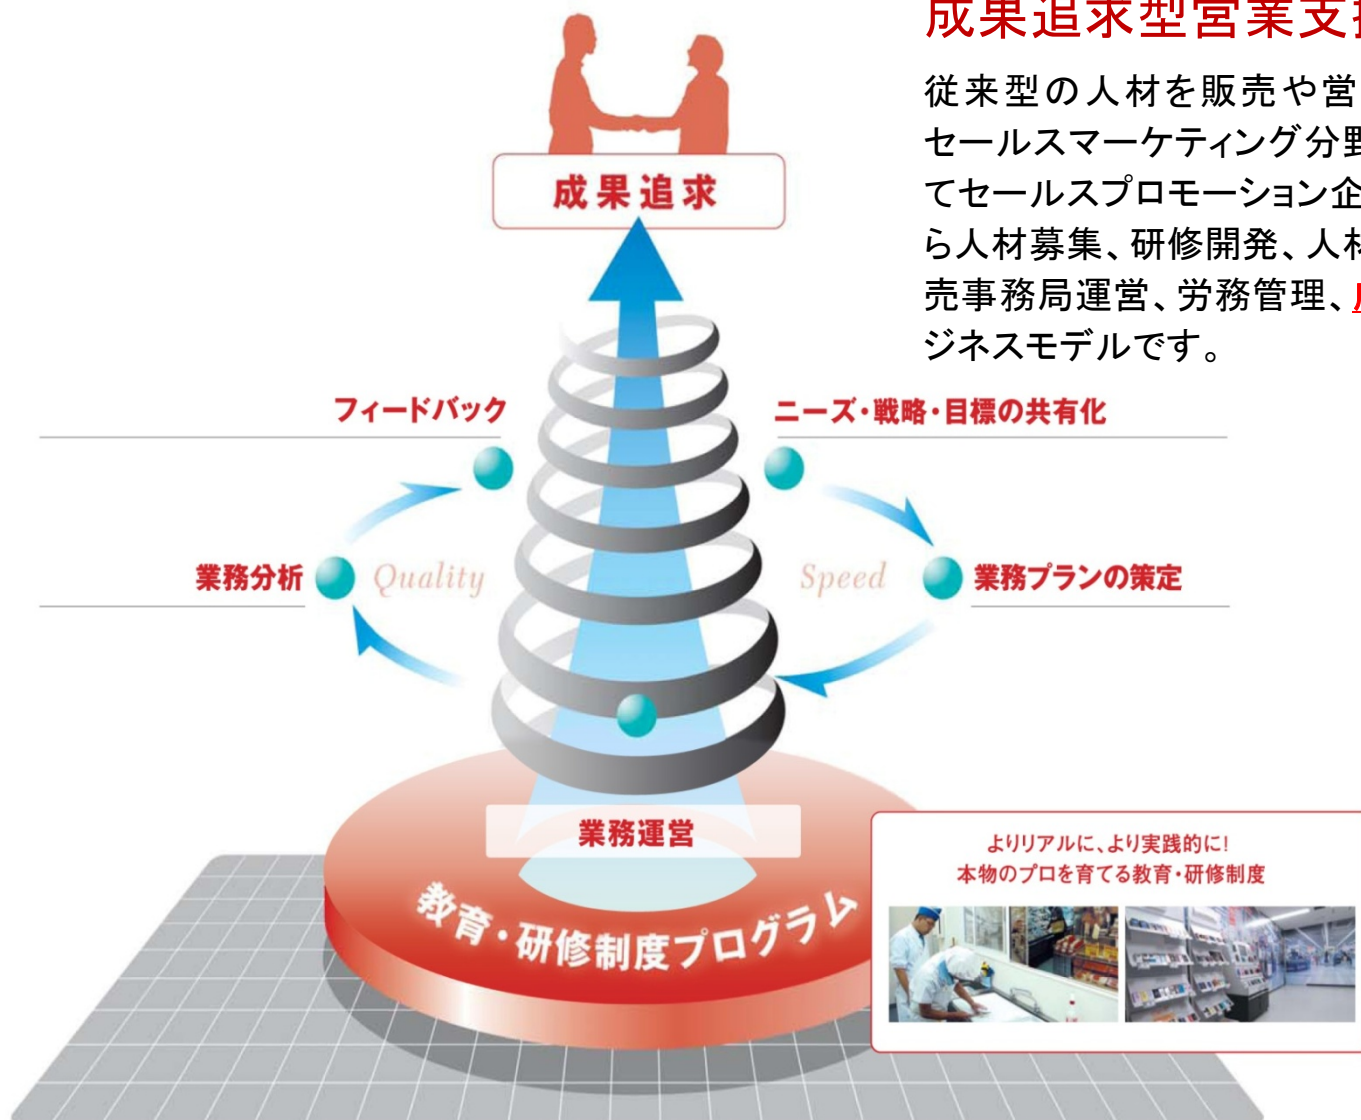 成果追求型営業支
従来型の人材を販売や営
セールスマーケティング分野
てセールスプロモーション企
ら人材募集、研修開発、人材
売事務局運営、労務管理、
ジネスモデルです。
成果追求
フィードバック
ニーズ・戦略・目標の共有化
業務分析
Quality
Speed
業務プランの策定
業務運営
教育・研修制度プログラム
よりリアルに、より実践的に!
本物のプロを育てる教育・研修制度